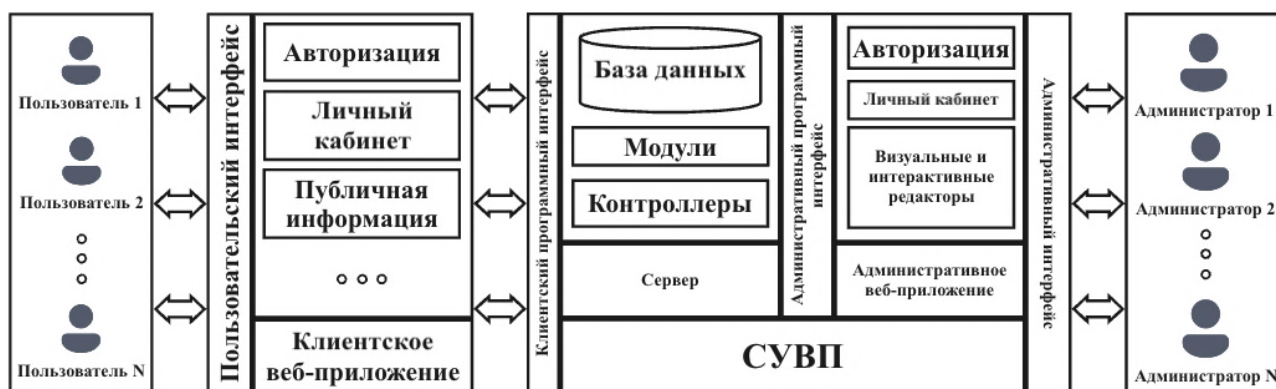 Пользователь 1
Пользователь 2
Пользователь N
Пользовательский интерфейс
Авторизация
Личный
кабинет
Публичная
информация
Клиентское
веб-приложение
Клиентский программный интерфейс
База данных
Модули
Контроллеры
Сервер
Административный программный
интерфейс
Авторизация
Личный кабинет
Визуальные и
интерактивные
редакторы
Административное
веб-приложение
СУВП
Административный интерфейс
Администратор 1
Администратор 2
Администратор N